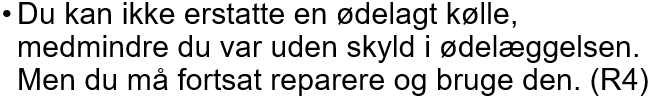 • Du kan ikke erstatte en ødelagt kølle,
medmindre du var uden skyld i ødelæggelsen.
Men du må fortsat reparere og bruge den. (R4)